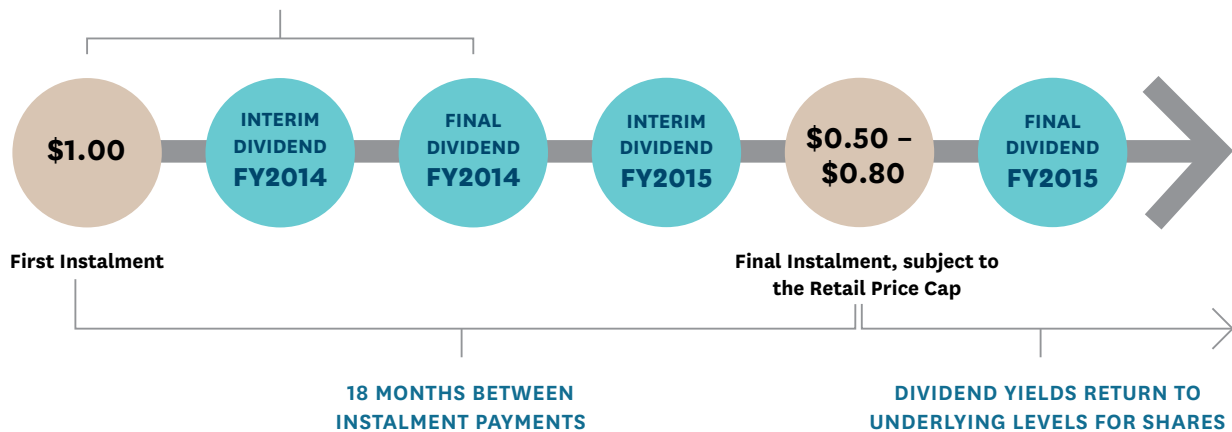 $1.00
INTERIM
DIVIDEND
FY2014
FINAL
DIVIDEND
FY2014
INTERIM
DIVIDEND
FY2015
$0.50 –
$0.80
FINAL
DIVIDEND
FY2015
First Instalment
Final Instalment, subject to
the Retail Price Cap
18 MONTHS BETWEEN
INSTALMENT PAYMENTS
DIVIDEND YIELDS RETURN TO
UNDERLYING LEVELS FOR SHARES